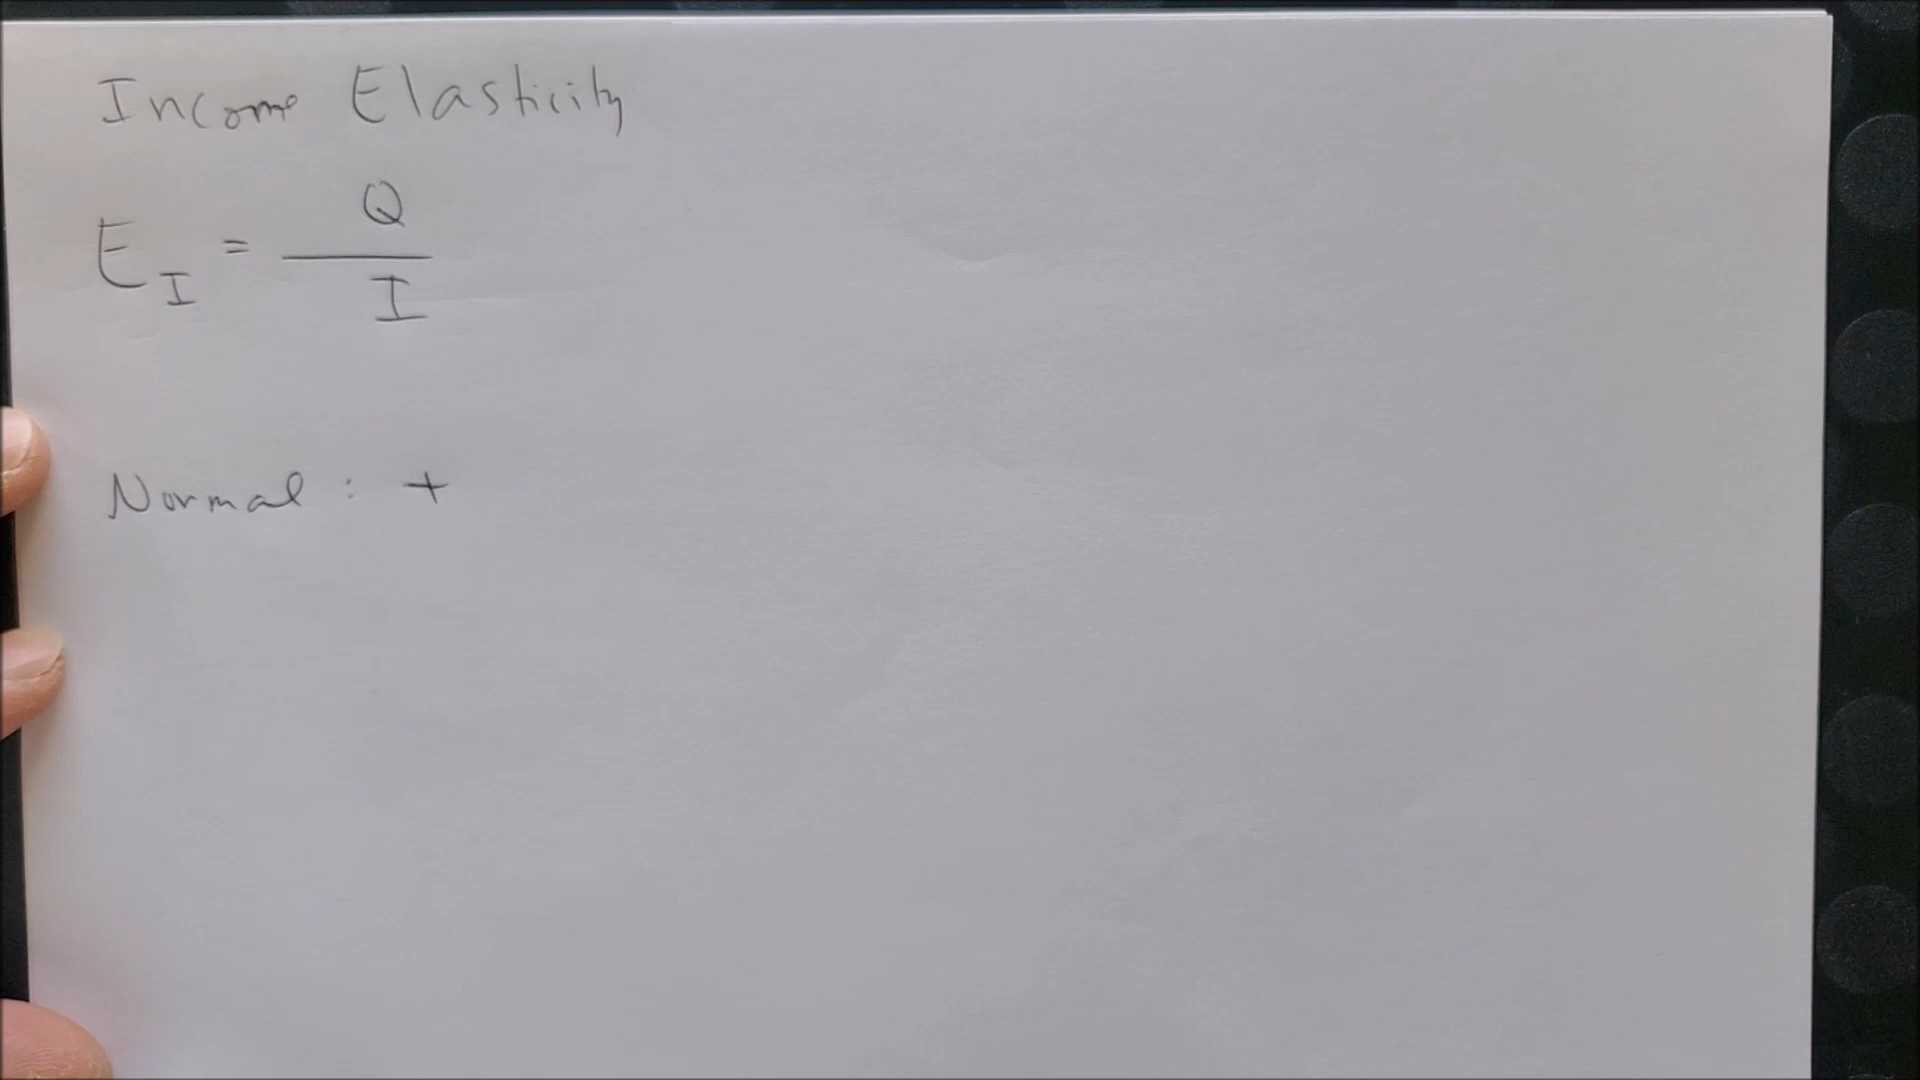 Income Elasticity
E_I = Q / I
Normal : +